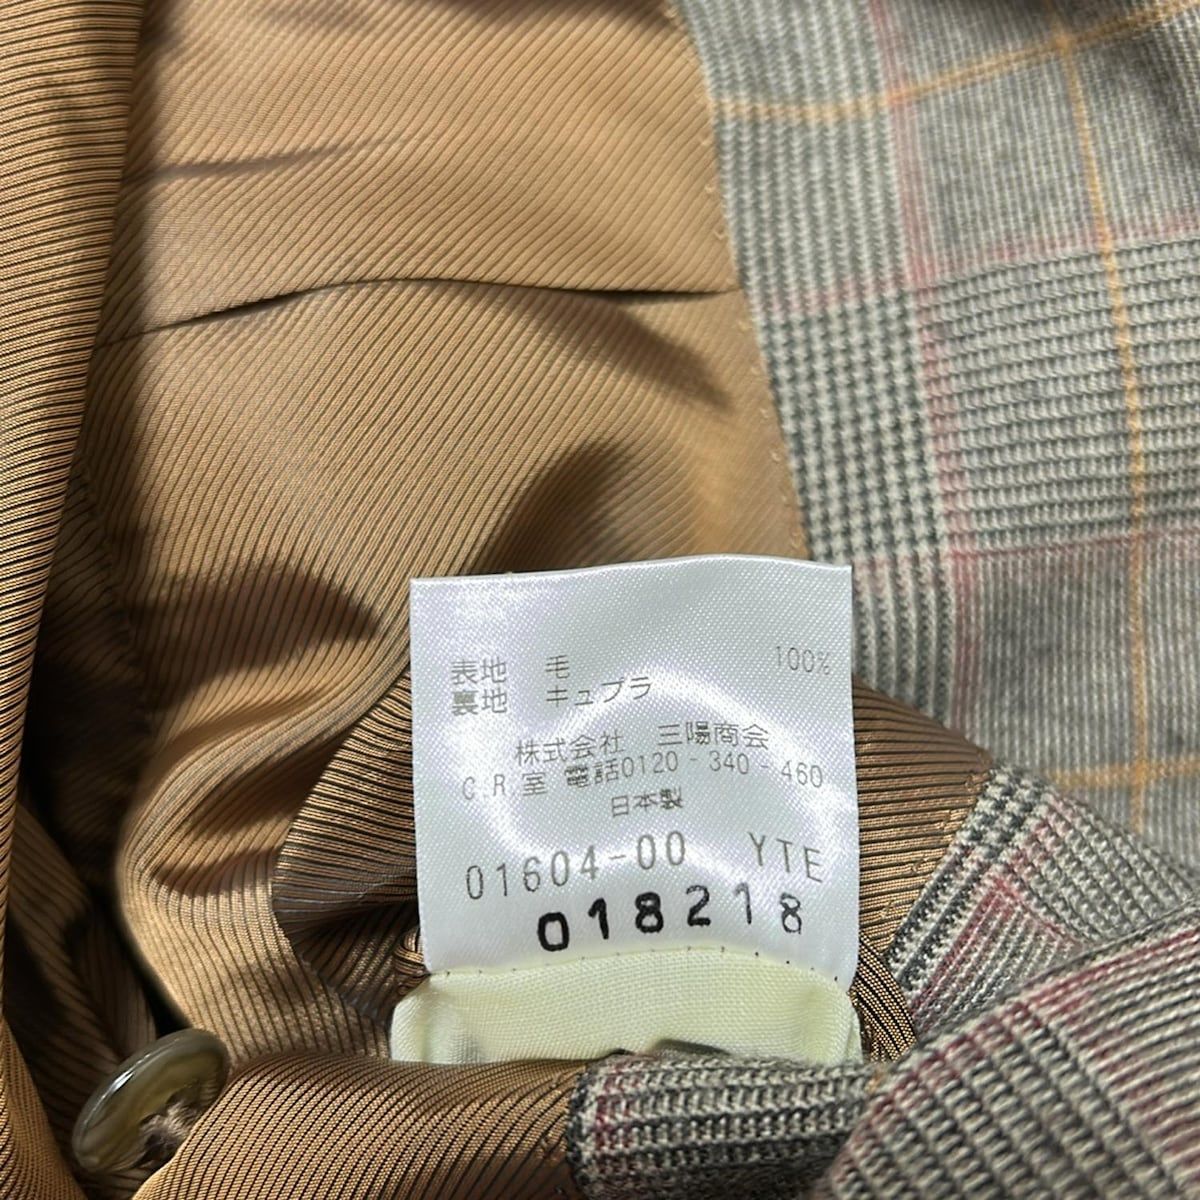 表地 毛 100%
裏地 キュプラ
株式会社 三陽商会
C.R.室 電話0120-340-460
日本製
01604-00 YTE
018218